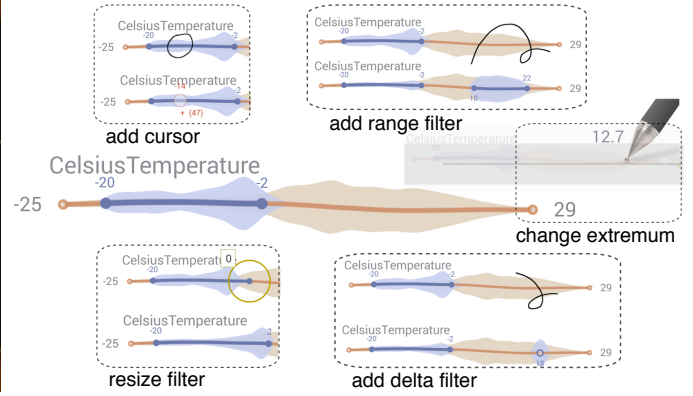 CelsiusTemperature
-20
-2
-25
CelsiusTemperature
-14
-25
+ (47)
add cursor
CelsiusTemperature
-20
-2
29
CelsiusTemperature
-20
-2
22
29
10
add range filter
CelsiusTemperature
12.7
change extremum
CelsiusTemperature
-20
-2
-25
29
CelsiusTemperatu
0
-20
-25
CelsiusTemperature
-20
-2
-25
resize filter
CelsiusTemperature
-20
-2
29
CelsiusTemperature
-20
-2
29
18
add delta filter